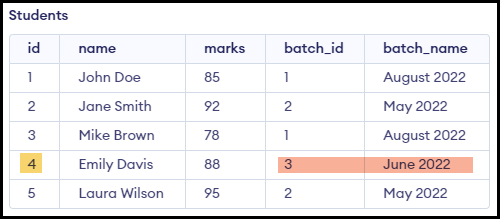 Students
id name marks batch_id batch_name
1 John Doe 85 1 August 2022
2 Jane Smith 92 2 May 2022
3 Mike Brown 78 1 August 2022
4 Emily Davis 88 3 June 2022
5 Laura Wilson 95 2 May 2022